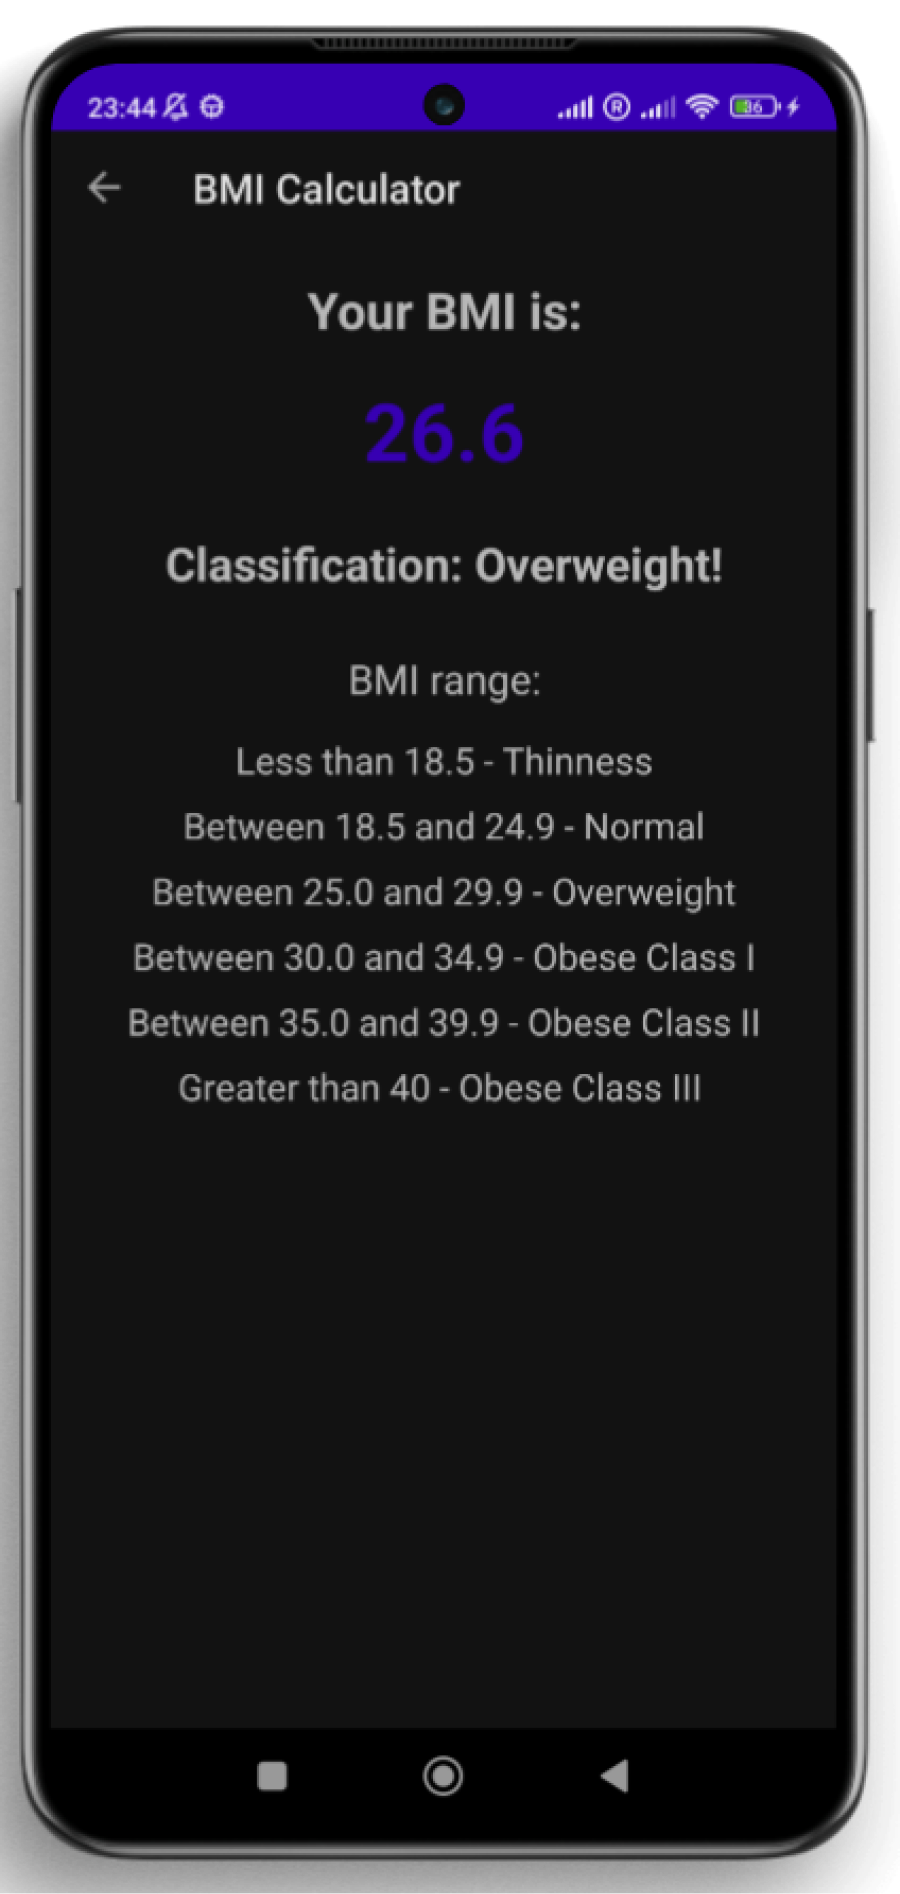 23:44 R 36
BMI Calculator
Your BMI is:
26.6
Classification: Overweight!
BMI range:
Less than 18.5 - Thinness
Between 18.5 and 24.9 - Normal
Between 25.0 and 29.9 - Overweight
Between 30.0 and 34.9 - Obese Class I
Between 35.0 and 39.9 - Obese Class II
Greater than 40 - Obese Class III